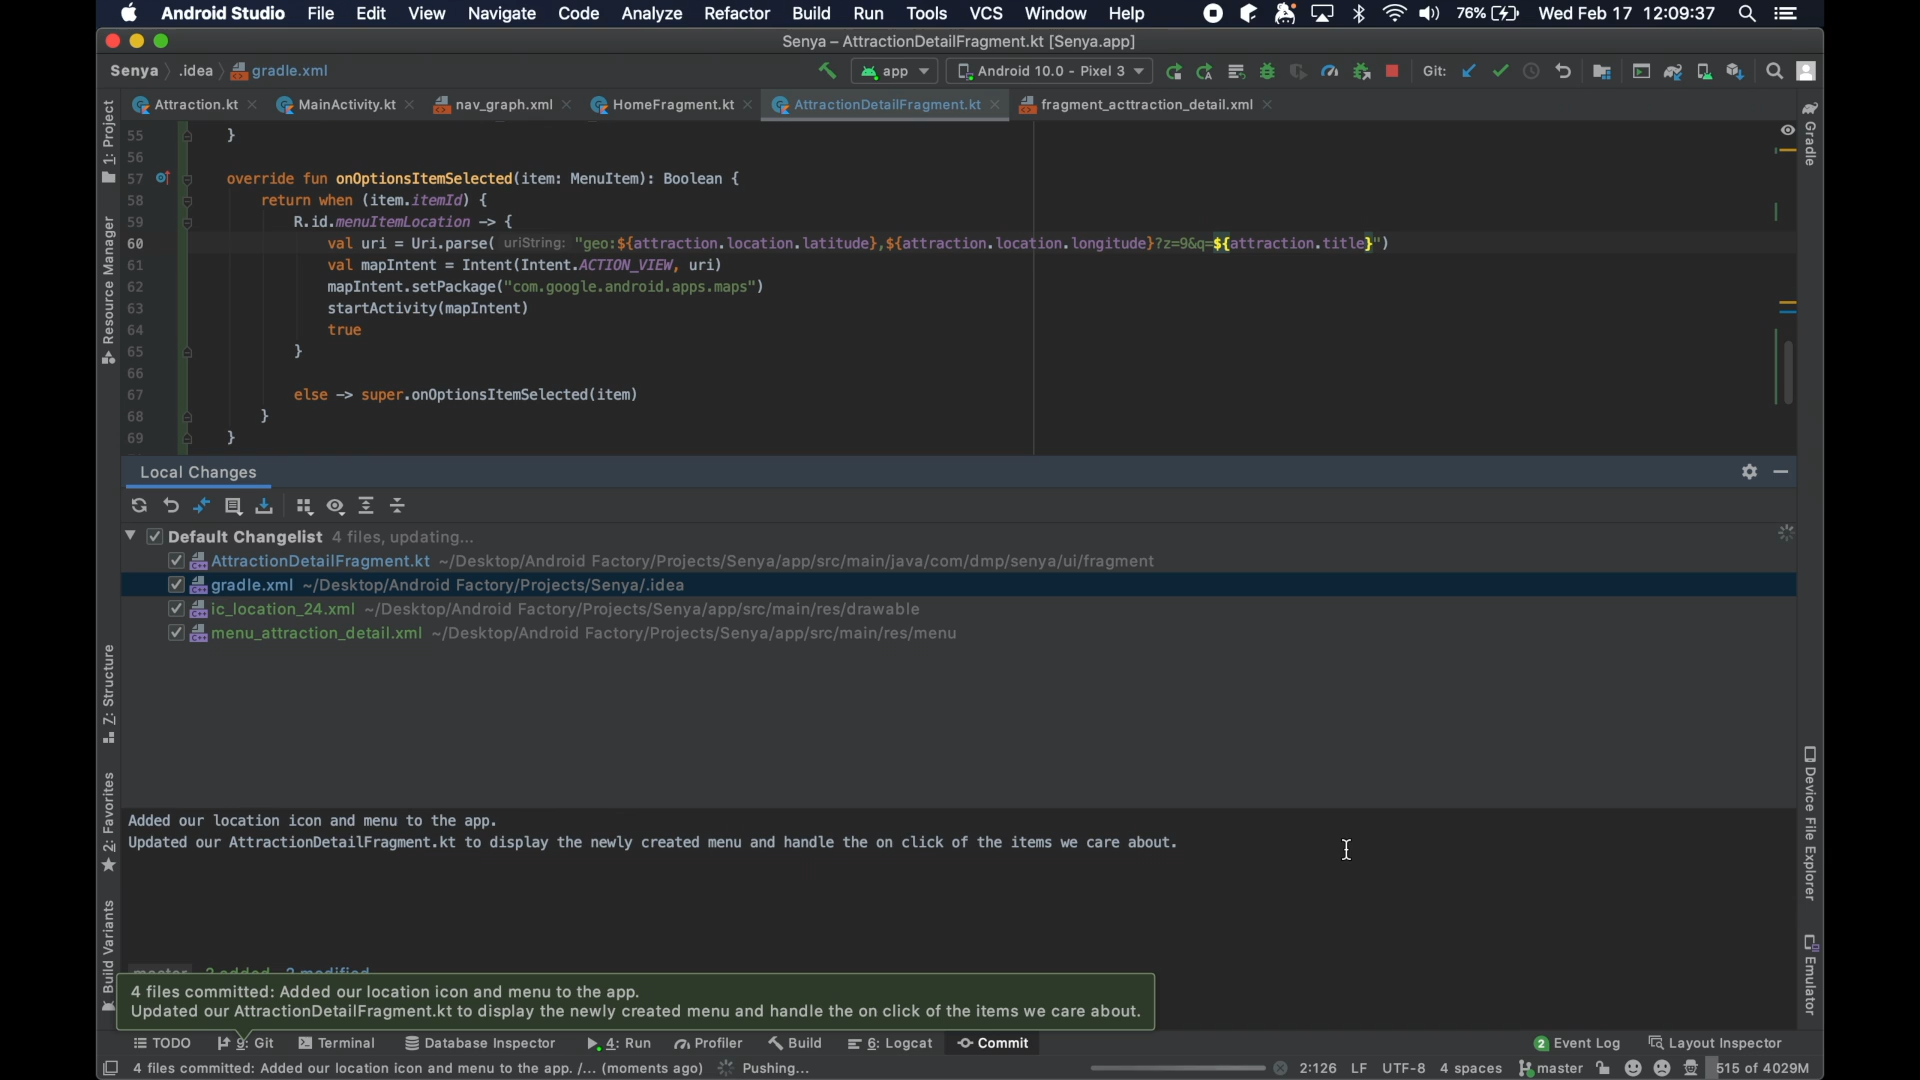 Android Studio File Edit View Navigate Code Analyze Refactor Build Run Tools VCS Window Help 76% Wed Feb 17 12:09:37
Senya – AttractionDetailFragment.kt [Senya.app]
Senya .idea gradle.xml app Android 10.0 - Pixel 3 Git:
Attraction.kt MainActivity.kt nav_graph.xml HomeFragment.kt AttractionDetailFragment.kt fragment_acttraction_detail.xml
1: Project
Resource Manager
Z: Structure
2: Favorites
Build Variants
55 }
56
57 override fun onOptionsItemSelected(item: MenuItem): Boolean {
58 return when (item.itemId) {
59 R.id.menuItemLocation -> {
60 val uri = Uri.parse( uriString: "geo:${attraction.location.latitude},${attraction.location.longitude}?z=9&q=${attraction.title}")
61 val mapIntent = Intent(Intent.ACTION_VIEW, uri)
62 mapIntent.setPackage("com.google.android.apps.maps")
63 startActivity(mapIntent)
64 true
65 }
66
67 else -> super.onOptionsItemSelected(item)
68 }
69 }
Local Changes
Default Changelist 4 files, updating...
AttractionDetailFragment.kt ~/Desktop/Android Factory/Projects/Senya/app/src/main/java/com/dmp/senya/ui/fragment
gradle.xml ~/Desktop/Android Factory/Projects/Senya/.idea
ic_location_24.xml ~/Desktop/Android Factory/Projects/Senya/app/src/main/res/drawable
menu_attraction_detail.xml ~/Desktop/Android Factory/Projects/Senya/app/src/main/res/menu
Added our location icon and menu to the app.
Updated our AttractionDetailFragment.kt to display the newly created menu and handle the on click of the items we care about.
master 2 added 2 modified
4 files committed: Added our location icon and menu to the app.
Updated our AttractionDetailFragment.kt to display the newly created menu and handle the on click of the items we care about.
Gradle
Device File Explorer
Emulator
TODO 9: Git Terminal Database Inspector 4: Run Profiler Build 6: Logcat Commit 2 Event Log Layout Inspector
4 files committed: Added our location icon and menu to the app. /... (moments ago) Pushing... 2:126 LF UTF-8 4 spaces master 515 of 4029M